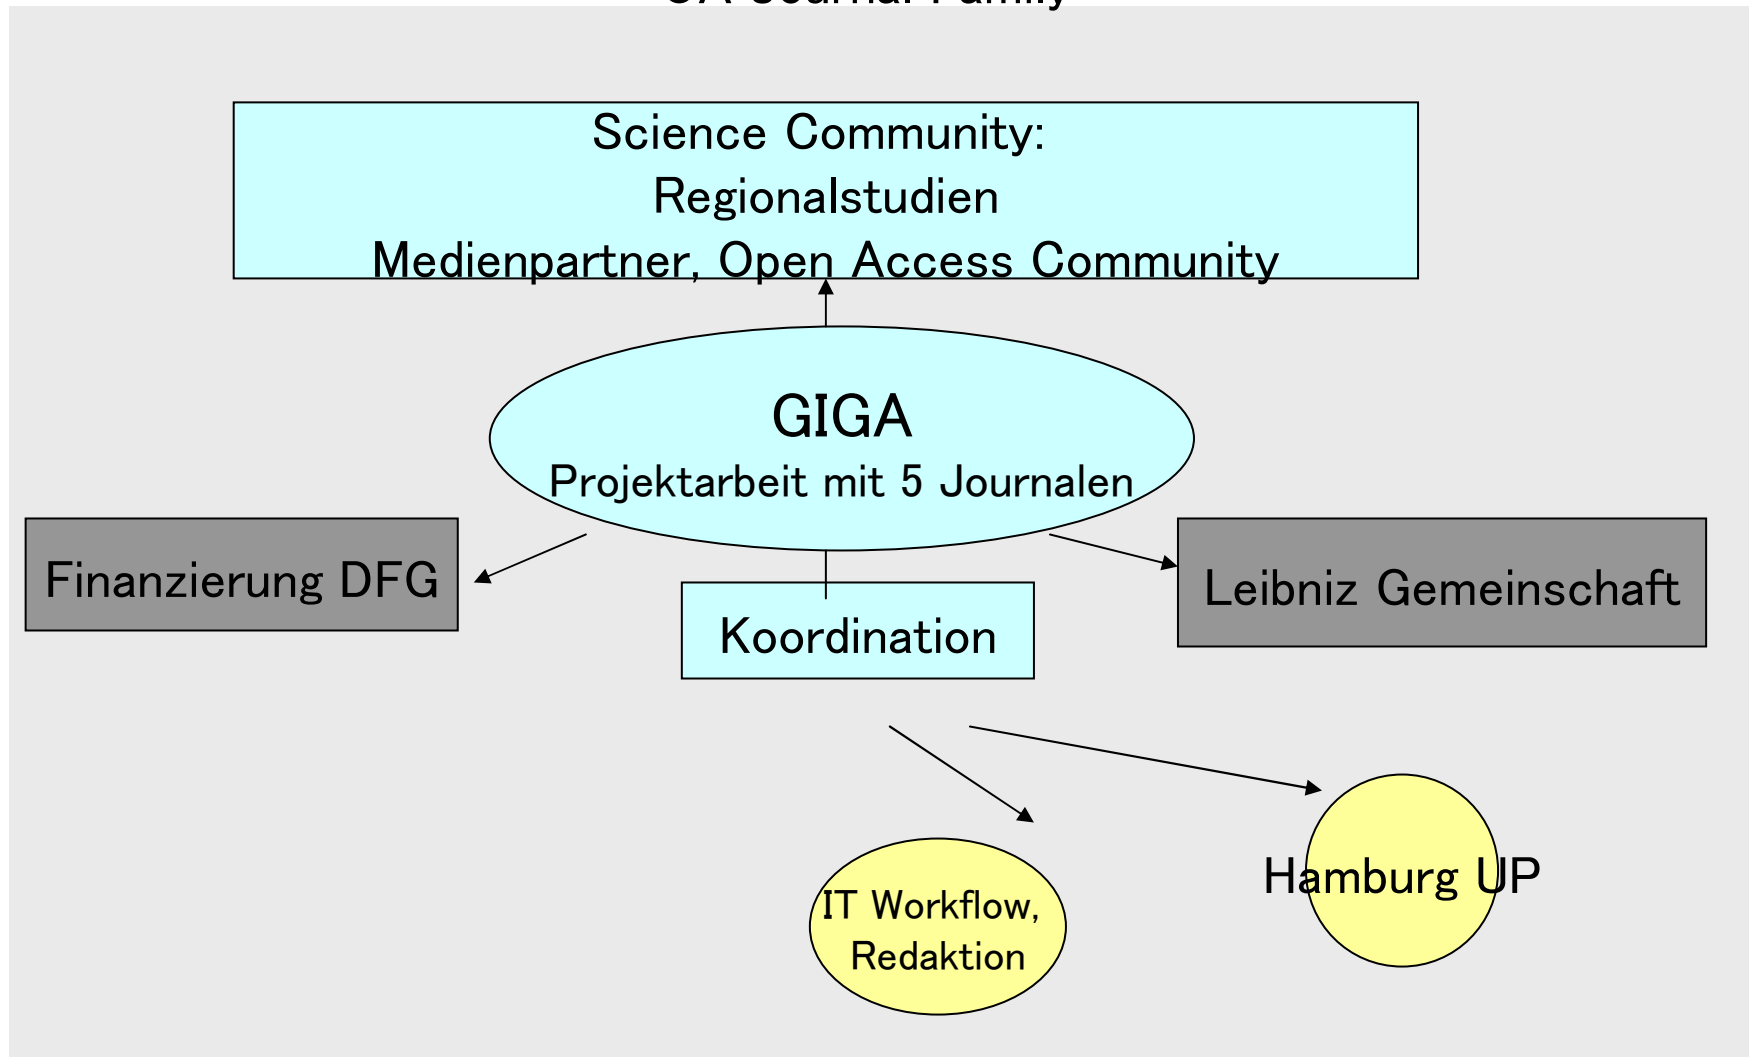 Science Community:
Regionalstudien
Medienpartner, Open Access Community
GIGA
Projektarbeit mit 5 Journalen
Finanzierung DFG
Leibniz Gemeinschaft
Koordination
Hamburg UP
IT Workflow,
Redaktion